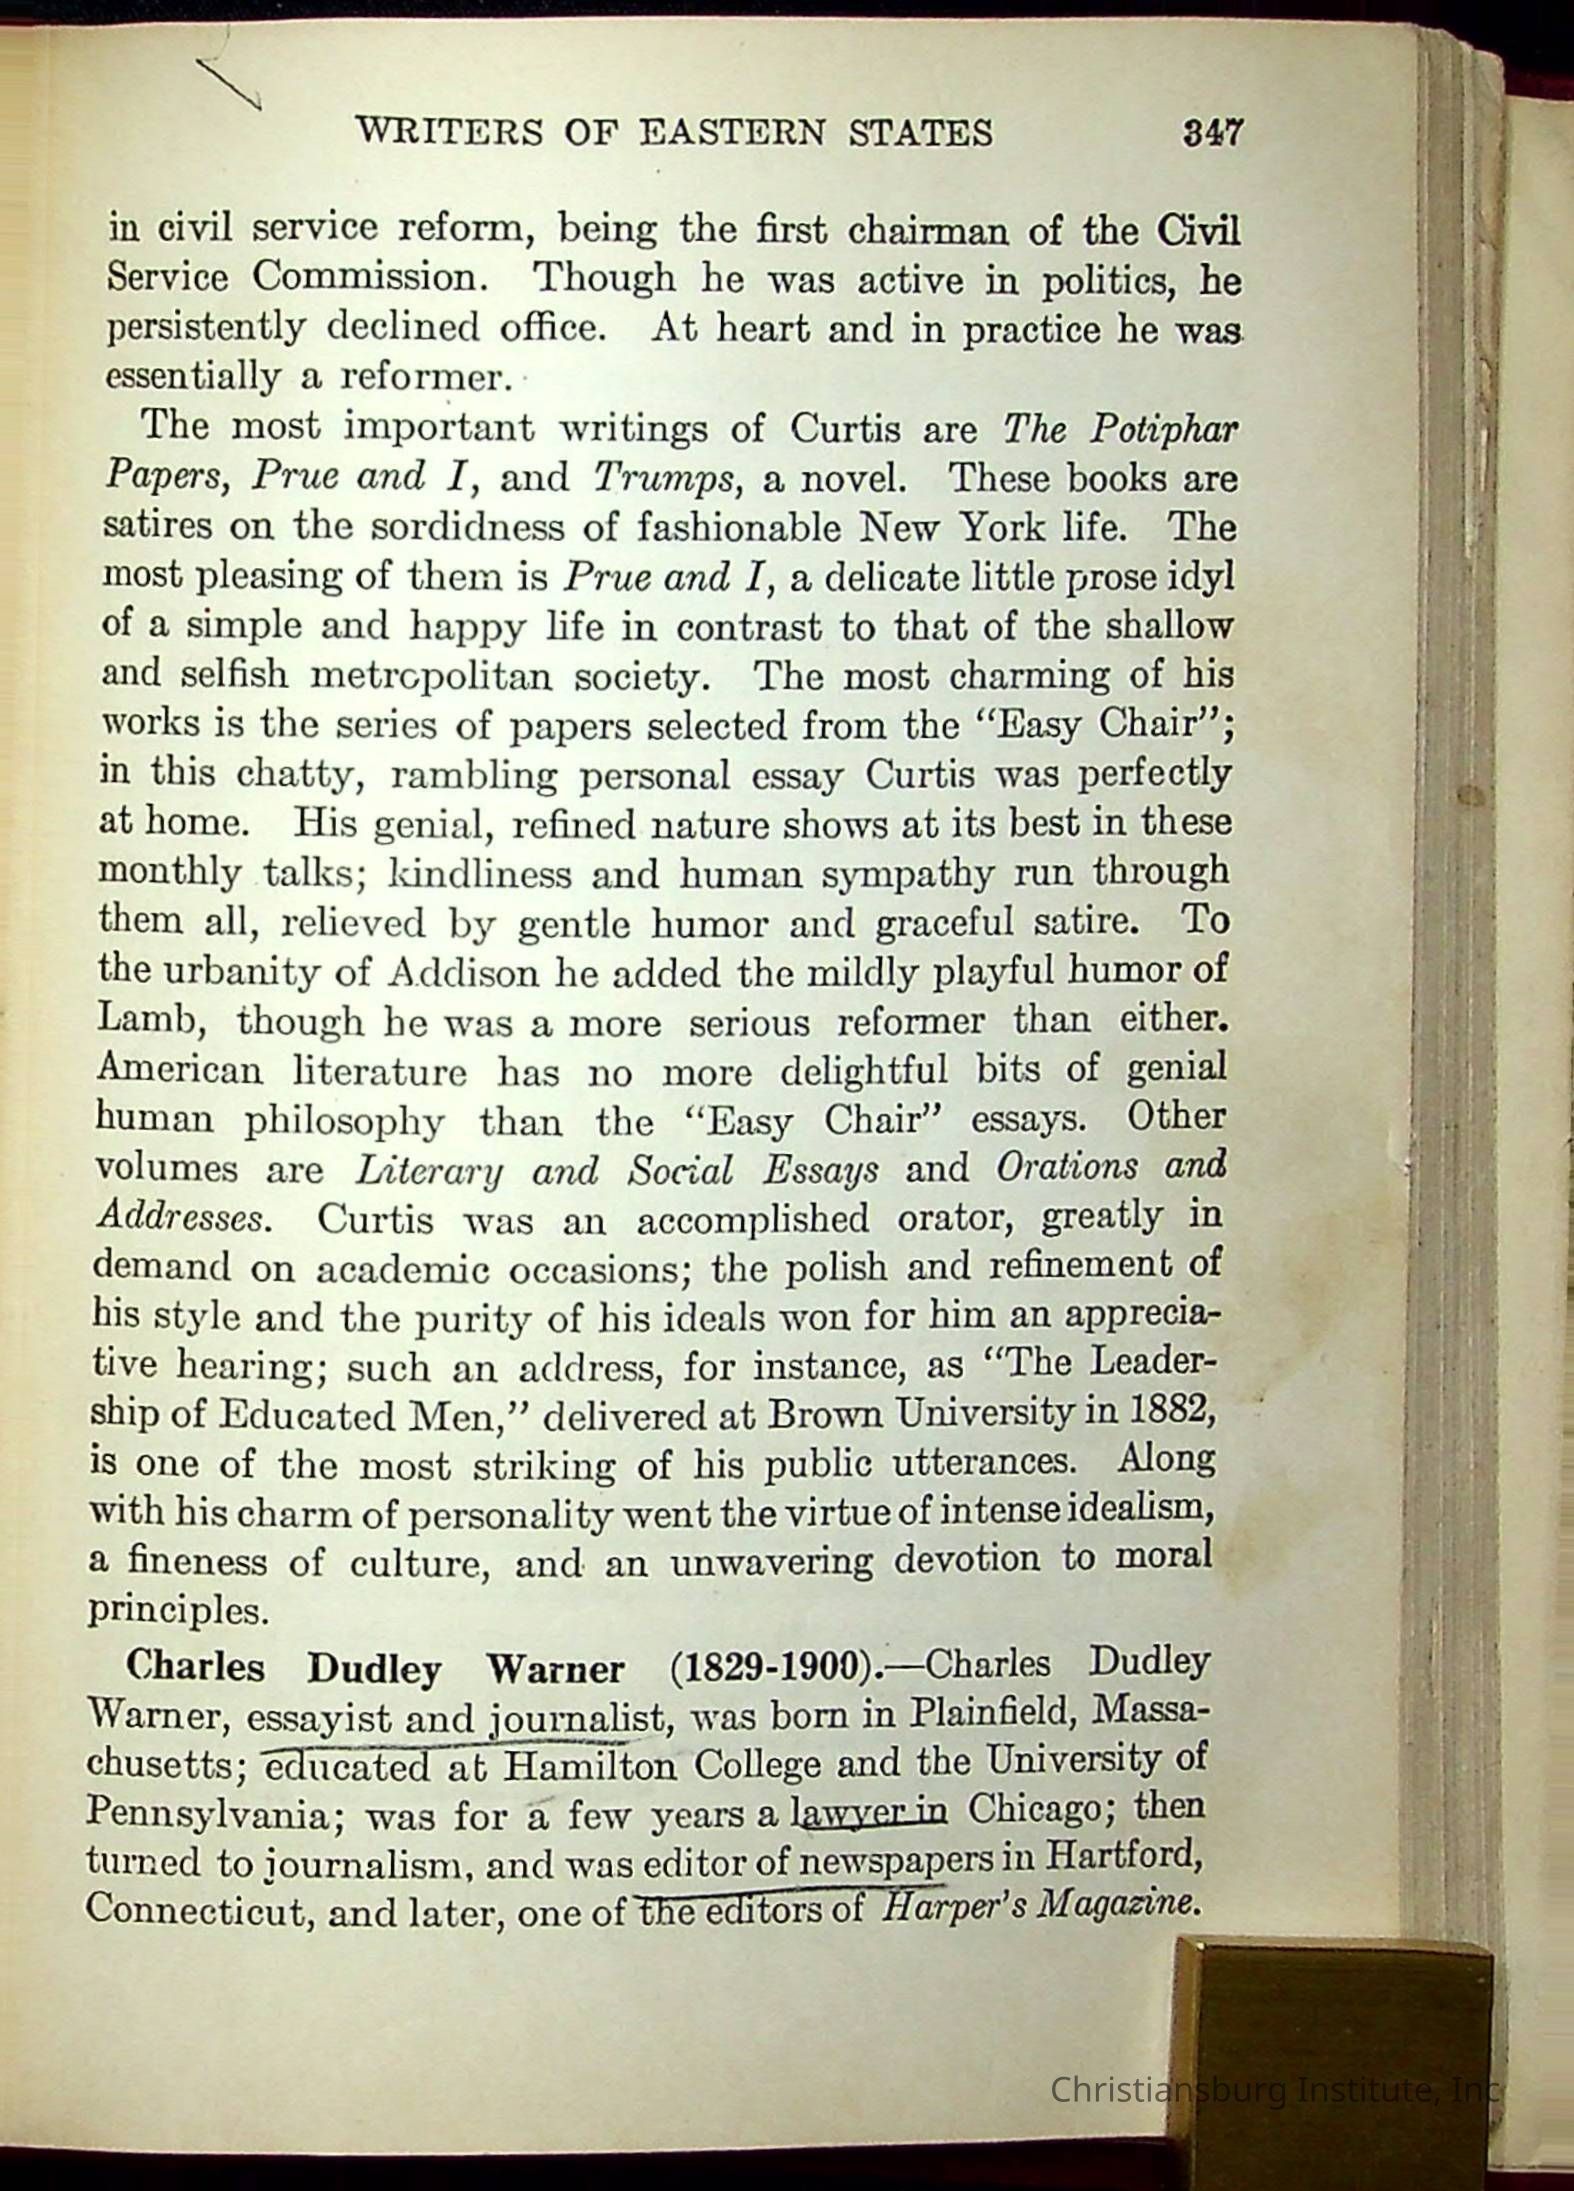 WRITERS OF EASTERN STATES 347
in civil service reform, being the first chairman of the Civil
Service Commission. Though he was active in politics, he
persistently declined office. At heart and in practice he was
essentially a reformer.
The most important writings of Curtis are The Potiphar
Papers, Prue and I, and Trumps, a novel. These books are
satires on the sordidness of fashionable New York life. The
most pleasing of them is Prue and I, a delicate little prose idyl
of a simple and happy life in contrast to that of the shallow
and selfish metropolitan society. The most charming of his
works is the series of papers selected from the “Easy Chair”;
in this chatty, rambling personal essay Curtis was perfectly
at home. His genial, refined nature shows at its best in these
monthly talks; kindliness and human sympathy run through
them all, relieved by gentle humor and graceful satire. To
the urbanity of Addison he added the mildly playful humor of
Lamb, though he was a more serious reformer than either.
American literature has no more delightful bits of genial
human philosophy than the “Easy Chair” essays. Other
volumes are Literary and Social Essays and Orations and
Addresses. Curtis was an accomplished orator, greatly in
demand on academic occasions; the polish and refinement of
his style and the purity of his ideals won for him an apprecia-
tive hearing; such an address, for instance, as “The Leader-
ship of Educated Men,” delivered at Brown University in 1882,
is one of the most striking of his public utterances. Along
with his charm of personality went the virtue of intense idealism,
a fineness of culture, and an unwavering devotion to moral
principles.
Charles Dudley Warner (1829-1900).—Charles Dudley
Warner, essayist and journalist, was born in Plainfield, Massa-
chusetts; educated at Hamilton College and the University of
Pennsylvania; was for a few years a lawyer in Chicago; then
turned to journalism, and was editor of newspapers in Hartford,
Connecticut, and later, one of the editors of Harper's Magazine.
Christiansburg Institute, Inc